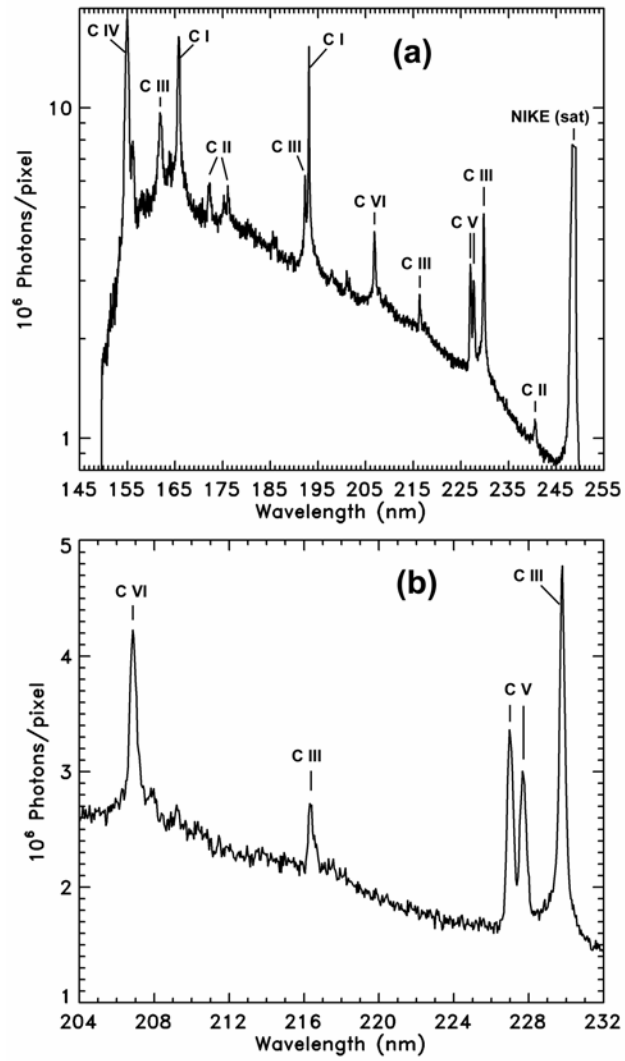 C IV
C I
(a)
C I
C III
NIKE (sat)
10
C II
C III
C III
C VI
C V
C III
C II
1
10⁶ Photons/pixel
145 155 165 175 185 195 205 215 225 235 245 255
Wavelength (nm)
5
(b)
C VI
C III
4
C V
C III
3
2
1
10⁶ Photons/pixel
204 208 212 216 220 224 228 232
Wavelength (nm)